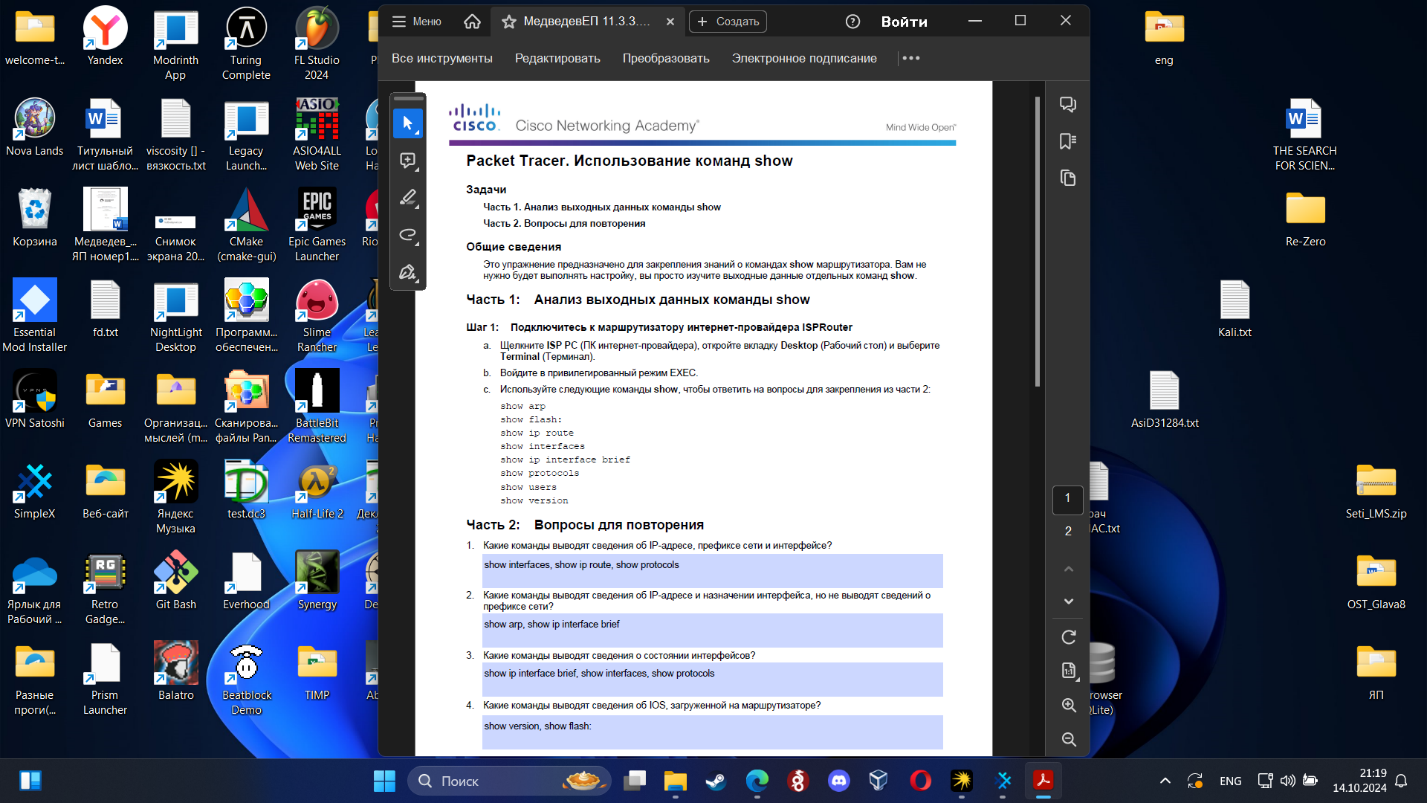 welcome-t...
Yandex
Modrinth
App
Turing
Complete
FL Studio
2024
Nova Lands
Титульный
лист шабло...
viscosity [] -
вязкость.txt
Legacy
Launch...
ASIO
4ALL
ASIO4ALL
Web Site
Корзина
Медведев_...
ЯП номер1...
Снимок
экрана 20...
CMake
(cmake-gui)
EPIC
GAMES
Epic Games
Launcher
Essential
Mod Installer
fd.txt
NightLight
Desktop
Программ...
обеспечен...
Slime
Rancher
VPN Satoshi
Games
Организац...
мыслей (m...
Сканирова...
файлы Pan...
BattleBit
Remastered
SimpleX
Веб-сайт
Яндекс
Музыка
test.qc3
Half-Life 2
Ярлык для
Рабочий ...
RG
Retro
Gadge...
Git Bash
Everhood
Synergy
Разные
проги(...
Prism
Launcher
Balatro
Beatblock
Demo
TIMP
Меню
МедведевЕП 11.3.3....
Создать
Войти
Все инструменты
Редактировать
Преобразовать
Электронное подписание
CISCO
Cisco Networking Academy®
Mind Wide Open®
Packet Tracer. Использование команд show
Задачи
Часть 1. Анализ выходных данных команды show
Часть 2. Вопросы для повторения
Общие сведения
Это упражнение предназначено для закрепления знаний о командах show маршрутизатора. Вам не
нужно будет выполнять настройку, вы просто изучите выходные данные отдельных команд show.
Часть 1: Анализ выходных данных команды show
Шаг 1: Подключитесь к маршрутизатору интернет-провайдера ISPRouter
a. Щелкните ISP PC (ПК интернет-провайдера), откройте вкладку Desktop (Рабочий стол) и выберите
Terminal (Терминал).
b. Войдите в привилегированный режим EXEC.
c. Используйте следующие команды show, чтобы ответить на вопросы для закрепления из части 2:
show arp
show flash:
show ip route
show interfaces
show ip interface brief
show protocols
show users
show version
Часть 2: Вопросы для повторения
1. Какие команды выводят сведения об IP-адресе, префиксе сети и интерфейсе?
show interfaces, show ip route, show protocols
2. Какие команды выводят сведения об IP-адресе и назначении интерфейса, но не выводят сведений о
префиксе сети?
show arp, show ip interface brief
3. Какие команды выводят сведения о состоянии интерфейсов?
show ip interface brief, show interfaces, show protocols
4. Какие команды выводят сведения об IOS, загруженной на маршрутизаторе?
show version, show flash:
1
2
eng
THE SEARCH
FOR SCIEN...
Re-Zero
Kali.txt
AsiD31284.txt
Seti_LMS.zip
OST_Glava8
ЯП
Поиск
ENG
21:19
14.10.2024